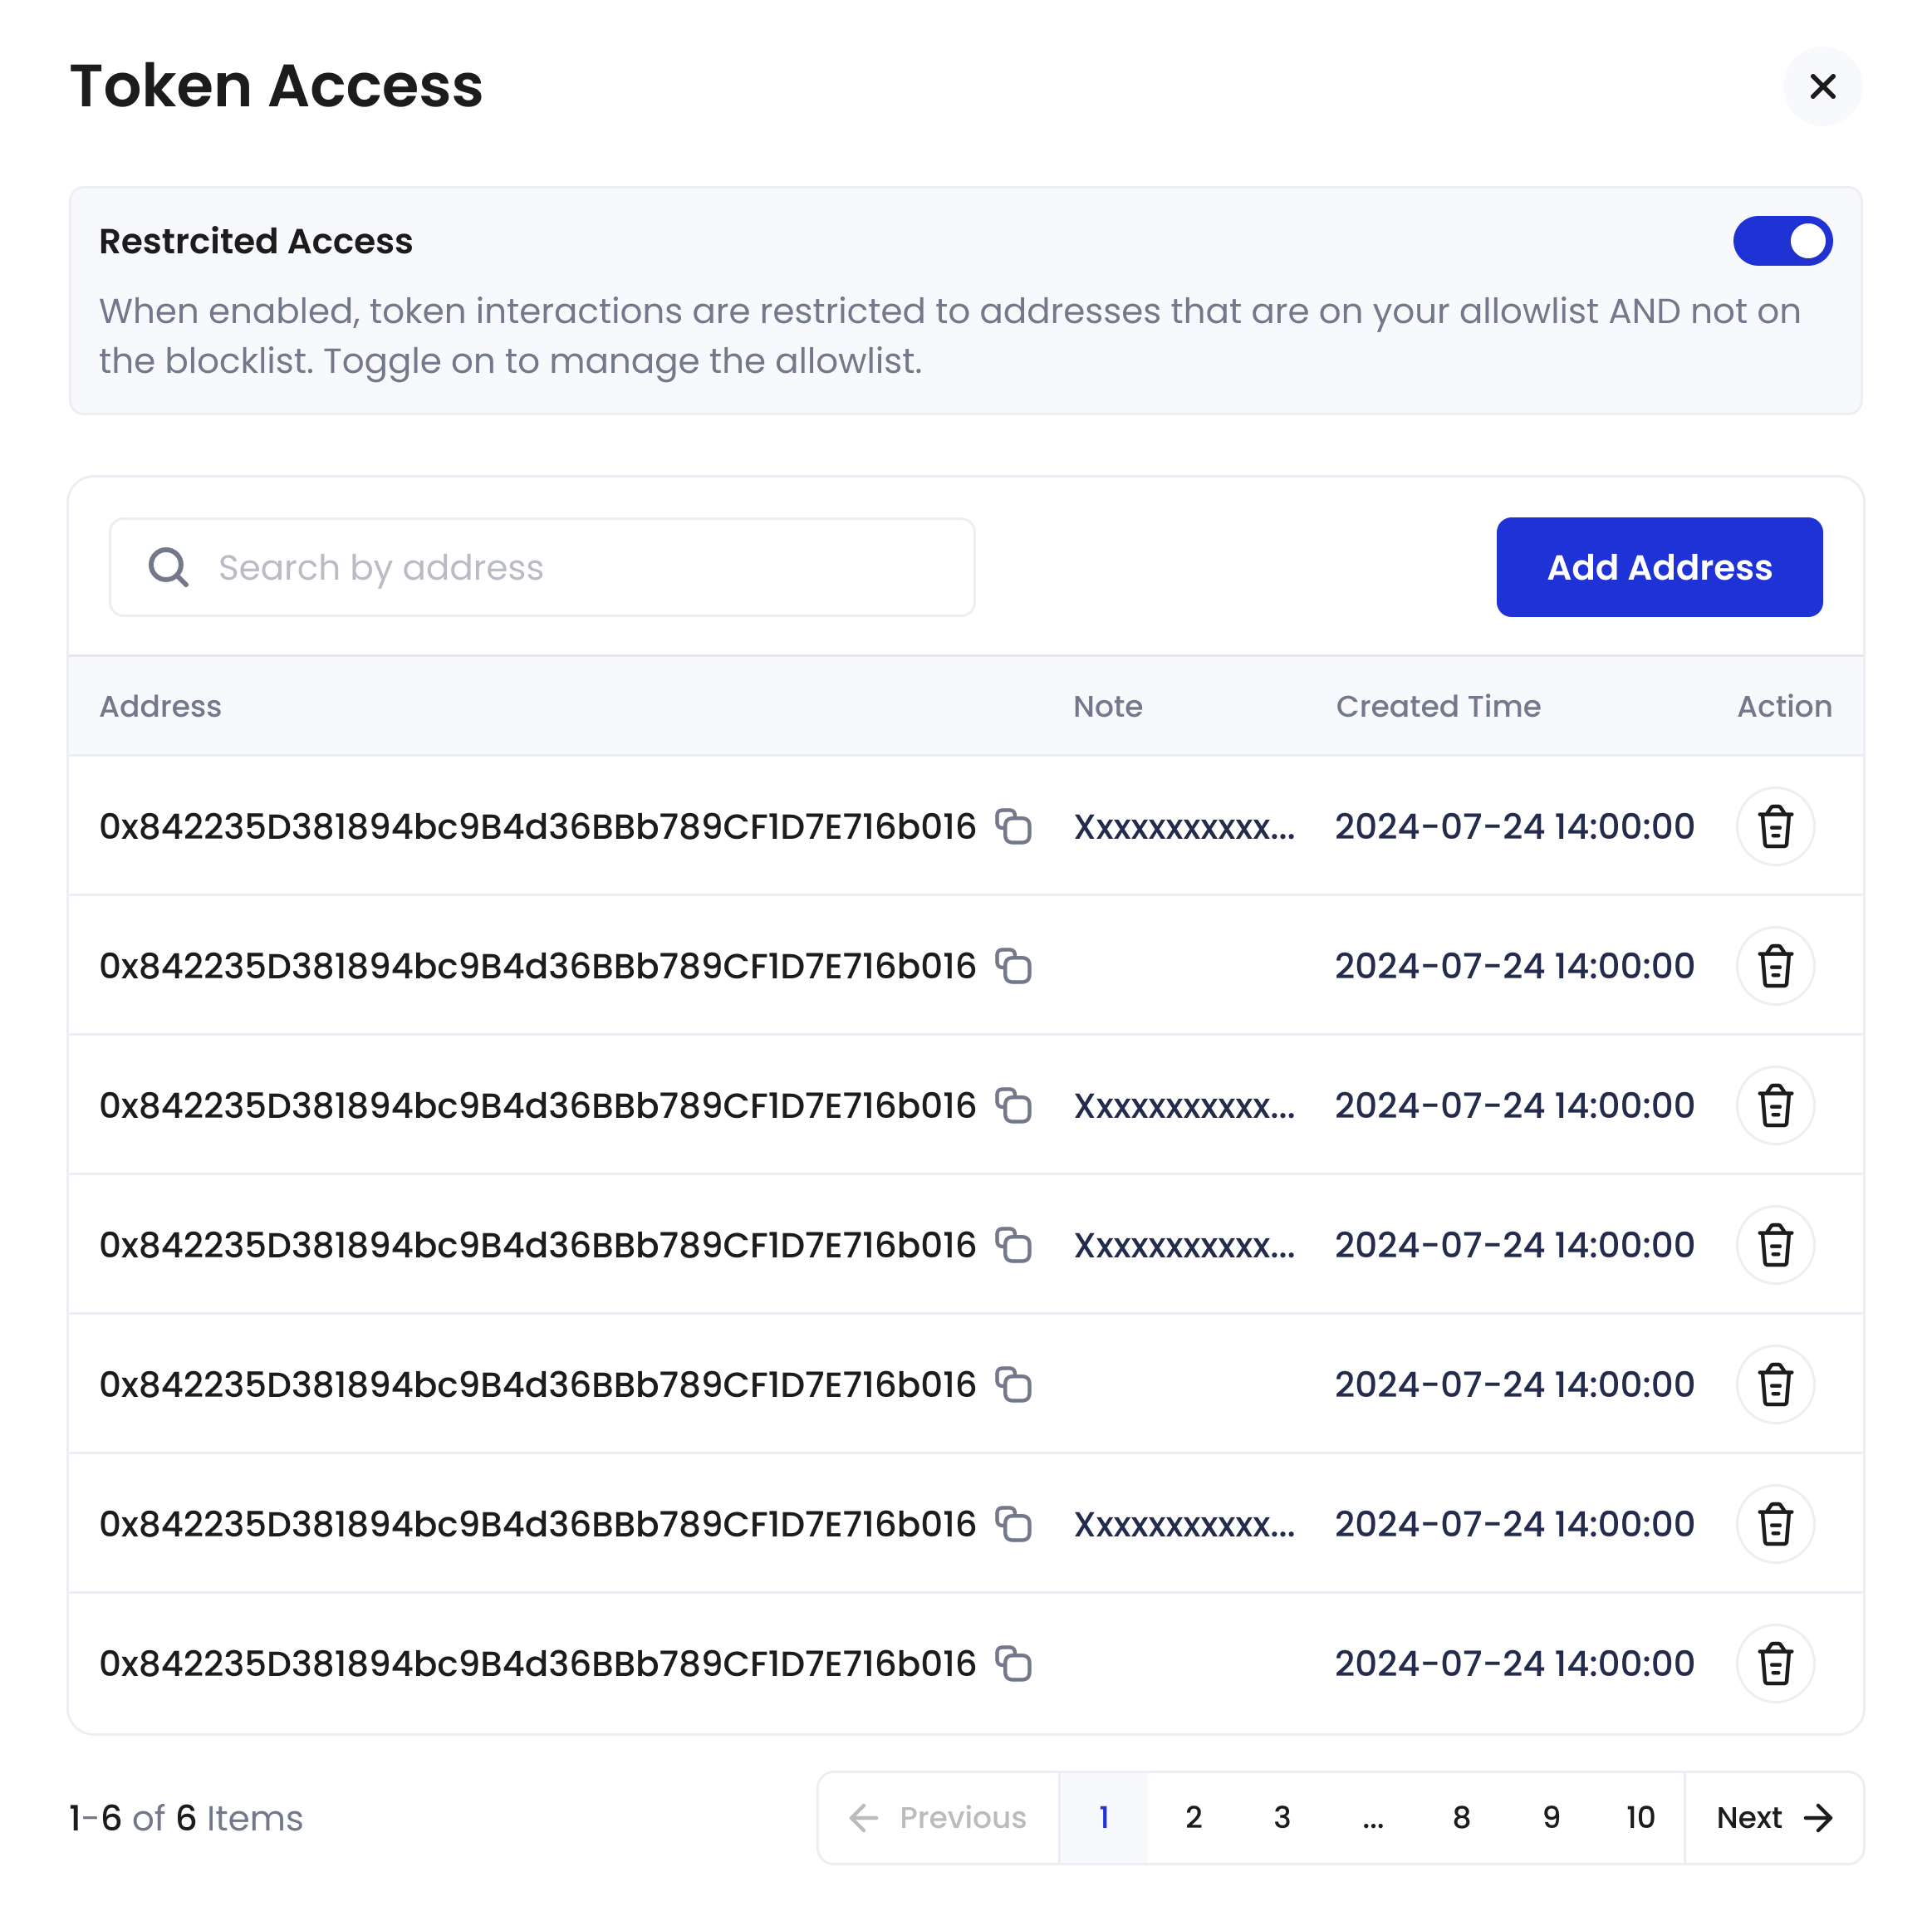 Token Access
Restrcited Access
When enabled, token interactions are restricted to addresses that are on your allowlist AND not on
the blocklist. Toggle on to manage the allowlist.
Search by address
Add Address
Address Note Created Time Action
0x842235D381894bc9B4d36BBb789CF1D7E716b016 Xxxxxxxxxxx... 2024-07-24 14:00:00
0x842235D381894bc9B4d36BBb789CF1D7E716b016 2024-07-24 14:00:00
0x842235D381894bc9B4d36BBb789CF1D7E716b016 Xxxxxxxxxxx... 2024-07-24 14:00:00
0x842235D381894bc9B4d36BBb789CF1D7E716b016 Xxxxxxxxxxx... 2024-07-24 14:00:00
0x842235D381894bc9B4d36BBb789CF1D7E716b016 2024-07-24 14:00:00
0x842235D381894bc9B4d36BBb789CF1D7E716b016 Xxxxxxxxxxx... 2024-07-24 14:00:00
0x842235D381894bc9B4d36BBb789CF1D7E716b016 2024-07-24 14:00:00
1-6 of 6 Items
Previous 1 2 3 ... 8 9 10 Next